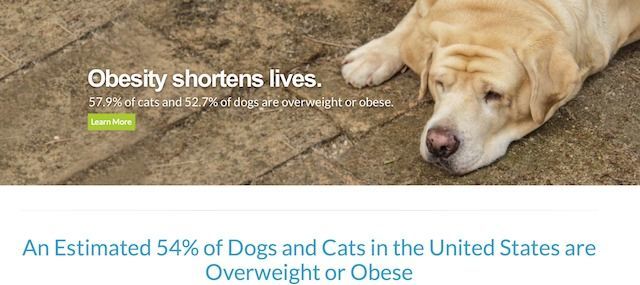 Obesity shortens lives.
57.9% of cats and 52.7% of dogs are overweight or obese.
Learn More
An Estimated 54% of Dogs and Cats in the United States are
Overweight or Obese